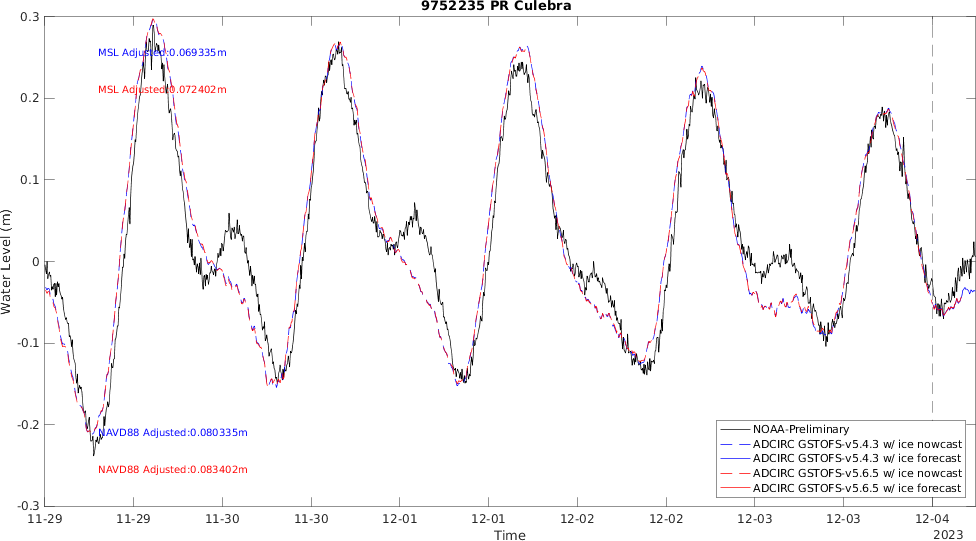 9752235 PR Culebra
0.3
0.2
0.1
0
-0.1
-0.2
-0.3
Water Level (m)
MSL Adjusted:0.069335m
MSL Adjusted:0.072402m
NAVD88 Adjusted:0.080335m
NAVD88 Adjusted:0.083402m
NOAA-Preliminary
ADCIRC GSTOFS-v5.4.3 w/ ice nowcast
ADCIRC GSTOFS-v5.4.3 w/ ice forecast
ADCIRC GSTOFS-v5.6.5 w/ ice nowcast
ADCIRC GSTOFS-v5.6.5 w/ ice forecast
11-29 11-29 11-30 11-30 12-01 12-01 12-02 12-02 12-03 12-03 12-04
Time
2023